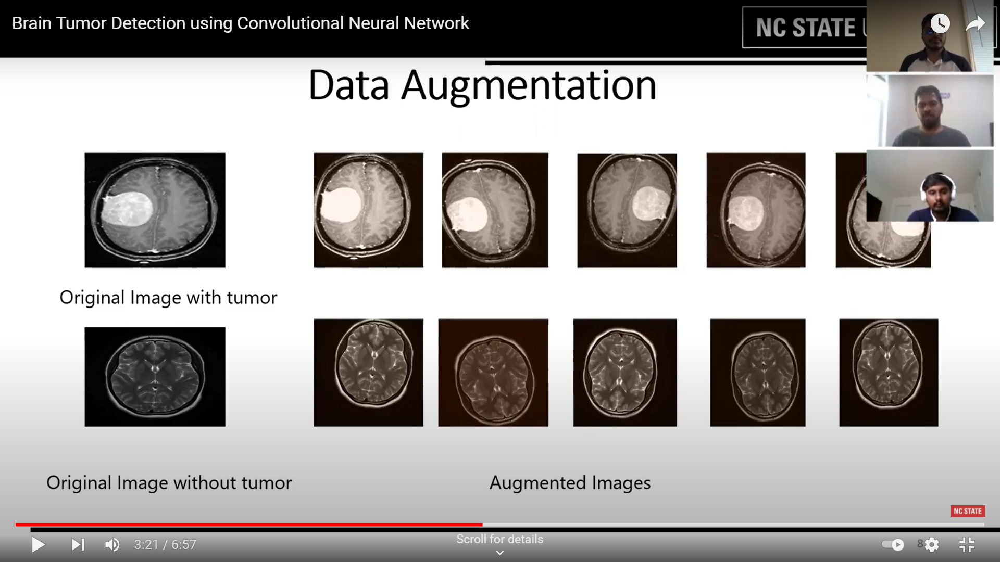 Brain Tumor Detection using Convolutional Neural Network
NC STATE
Data Augmentation
Original Image with tumor
Original Image without tumor
Augmented Images
NC STATE
3:21 / 6:57
Scroll for details
8